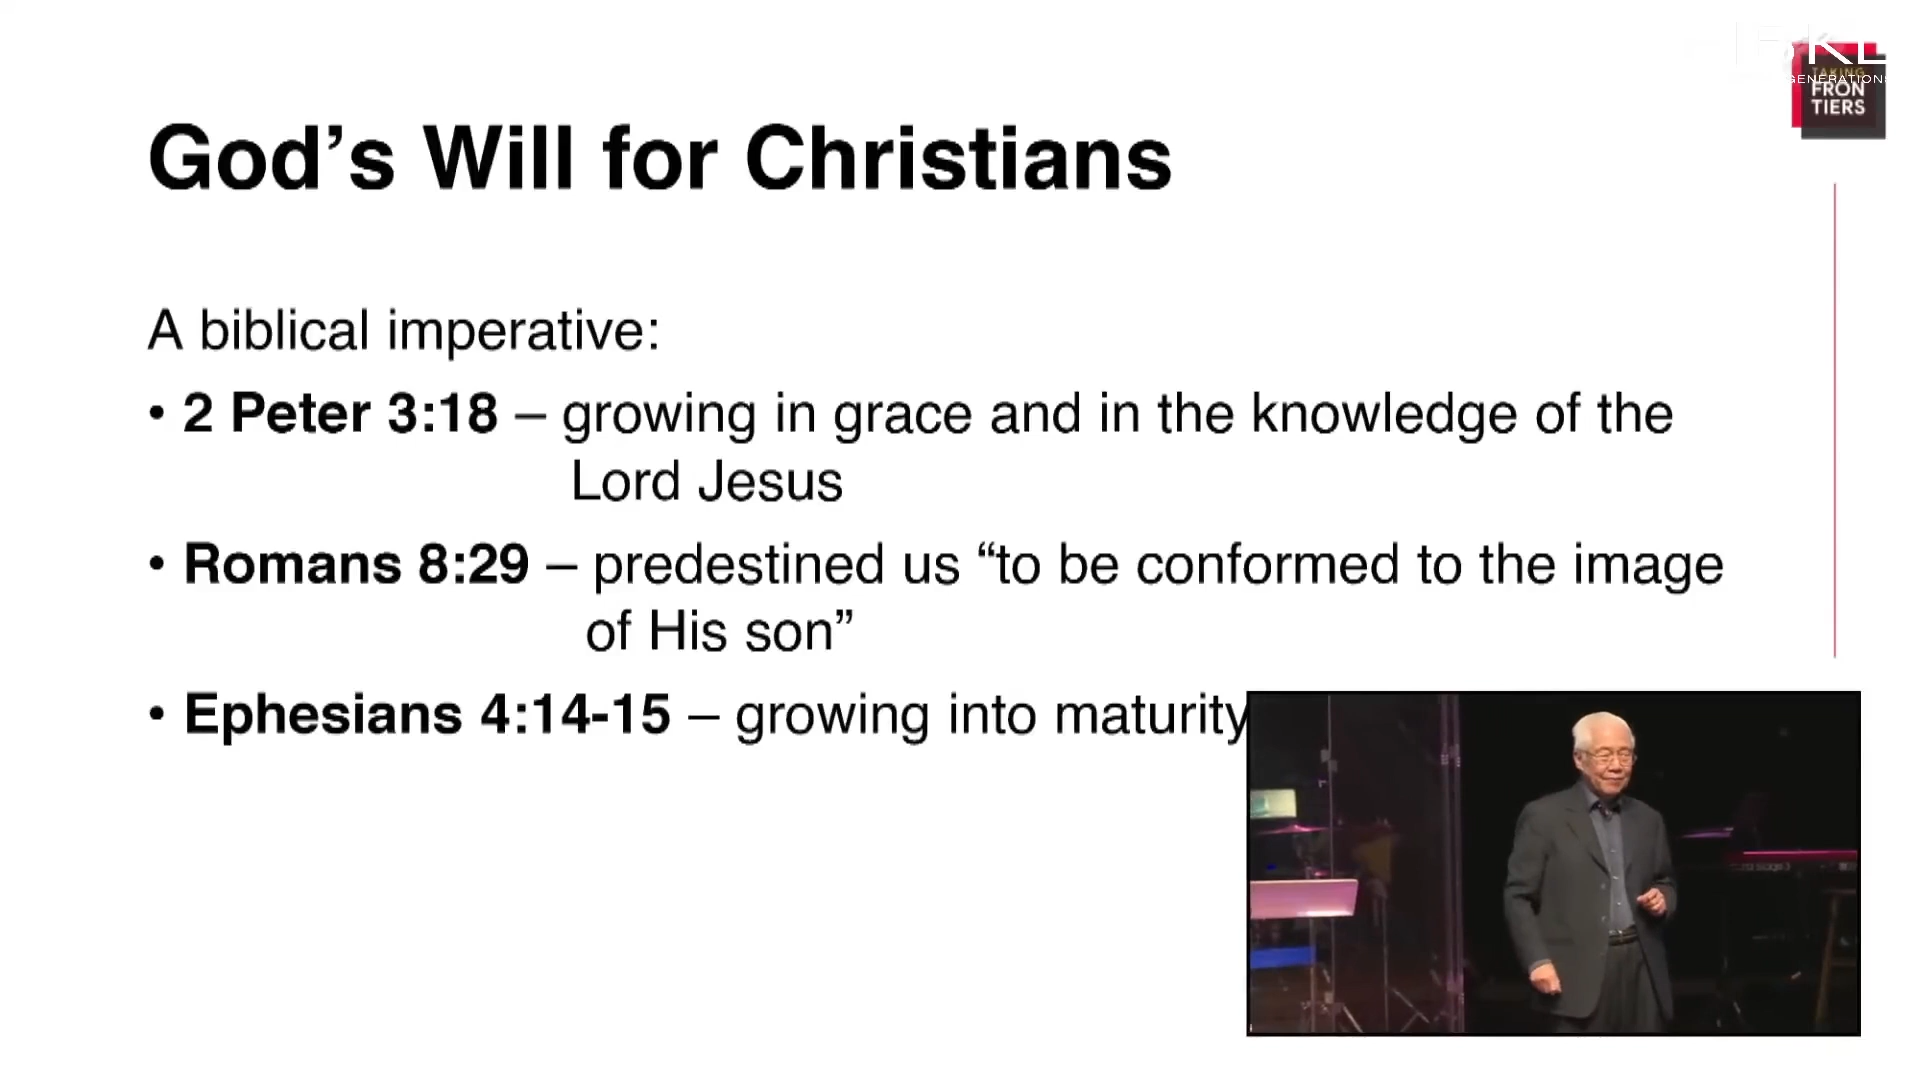 God’s Will for Christians
A biblical imperative:
• 2 Peter 3:18 – growing in grace and in the knowledge of the
Lord Jesus
• Romans 8:29 – predestined us “to be conformed to the image
of His son”
• Ephesians 4:14-15 – growing into maturity
GENERATIONS
TAKING
FRON
TIERS